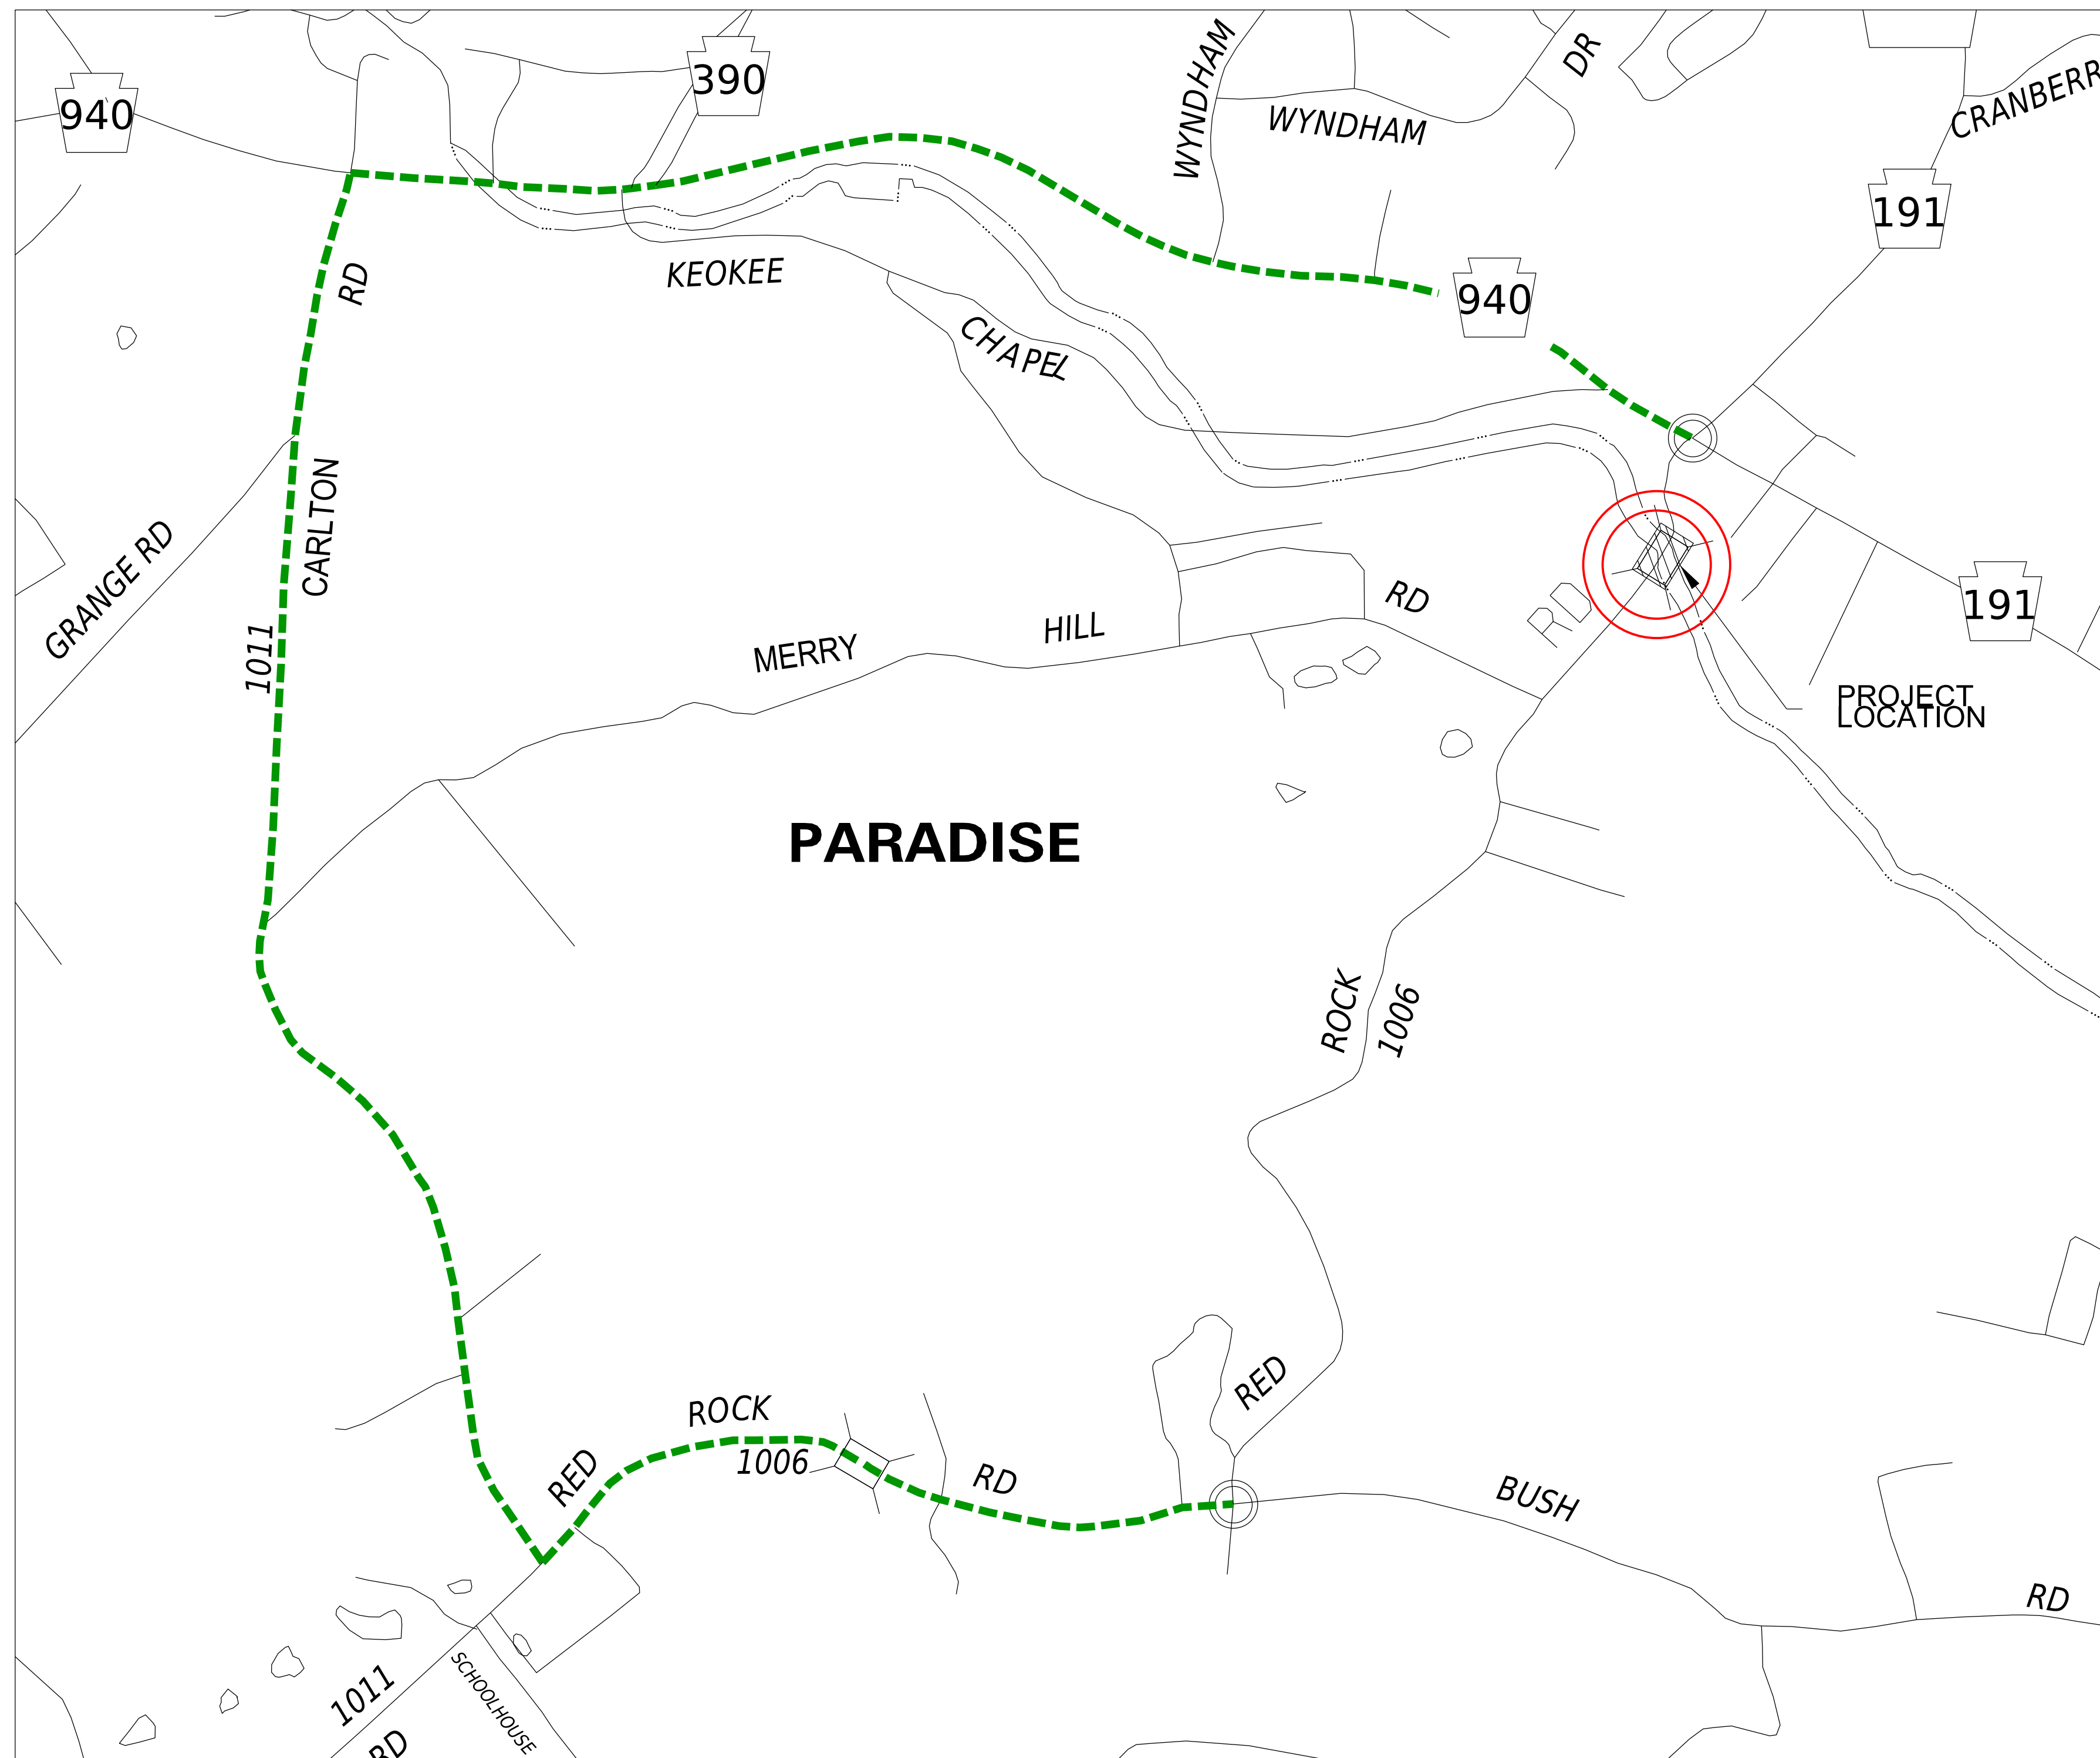 390
940
WYNDHAM
DR
WYNDHAM
CRANBERR
191
RD
KEOKEE
940
CHAPEL
CARLTON
GRANGE RD
1011
MERRY
HILL
RD
191
PROJECT
LOCATION
PARADISE
ROCK
1006
RED
ROCK
1006
RED
RD
BUSH
RD
1011
SCHOOLHOUSE
RD